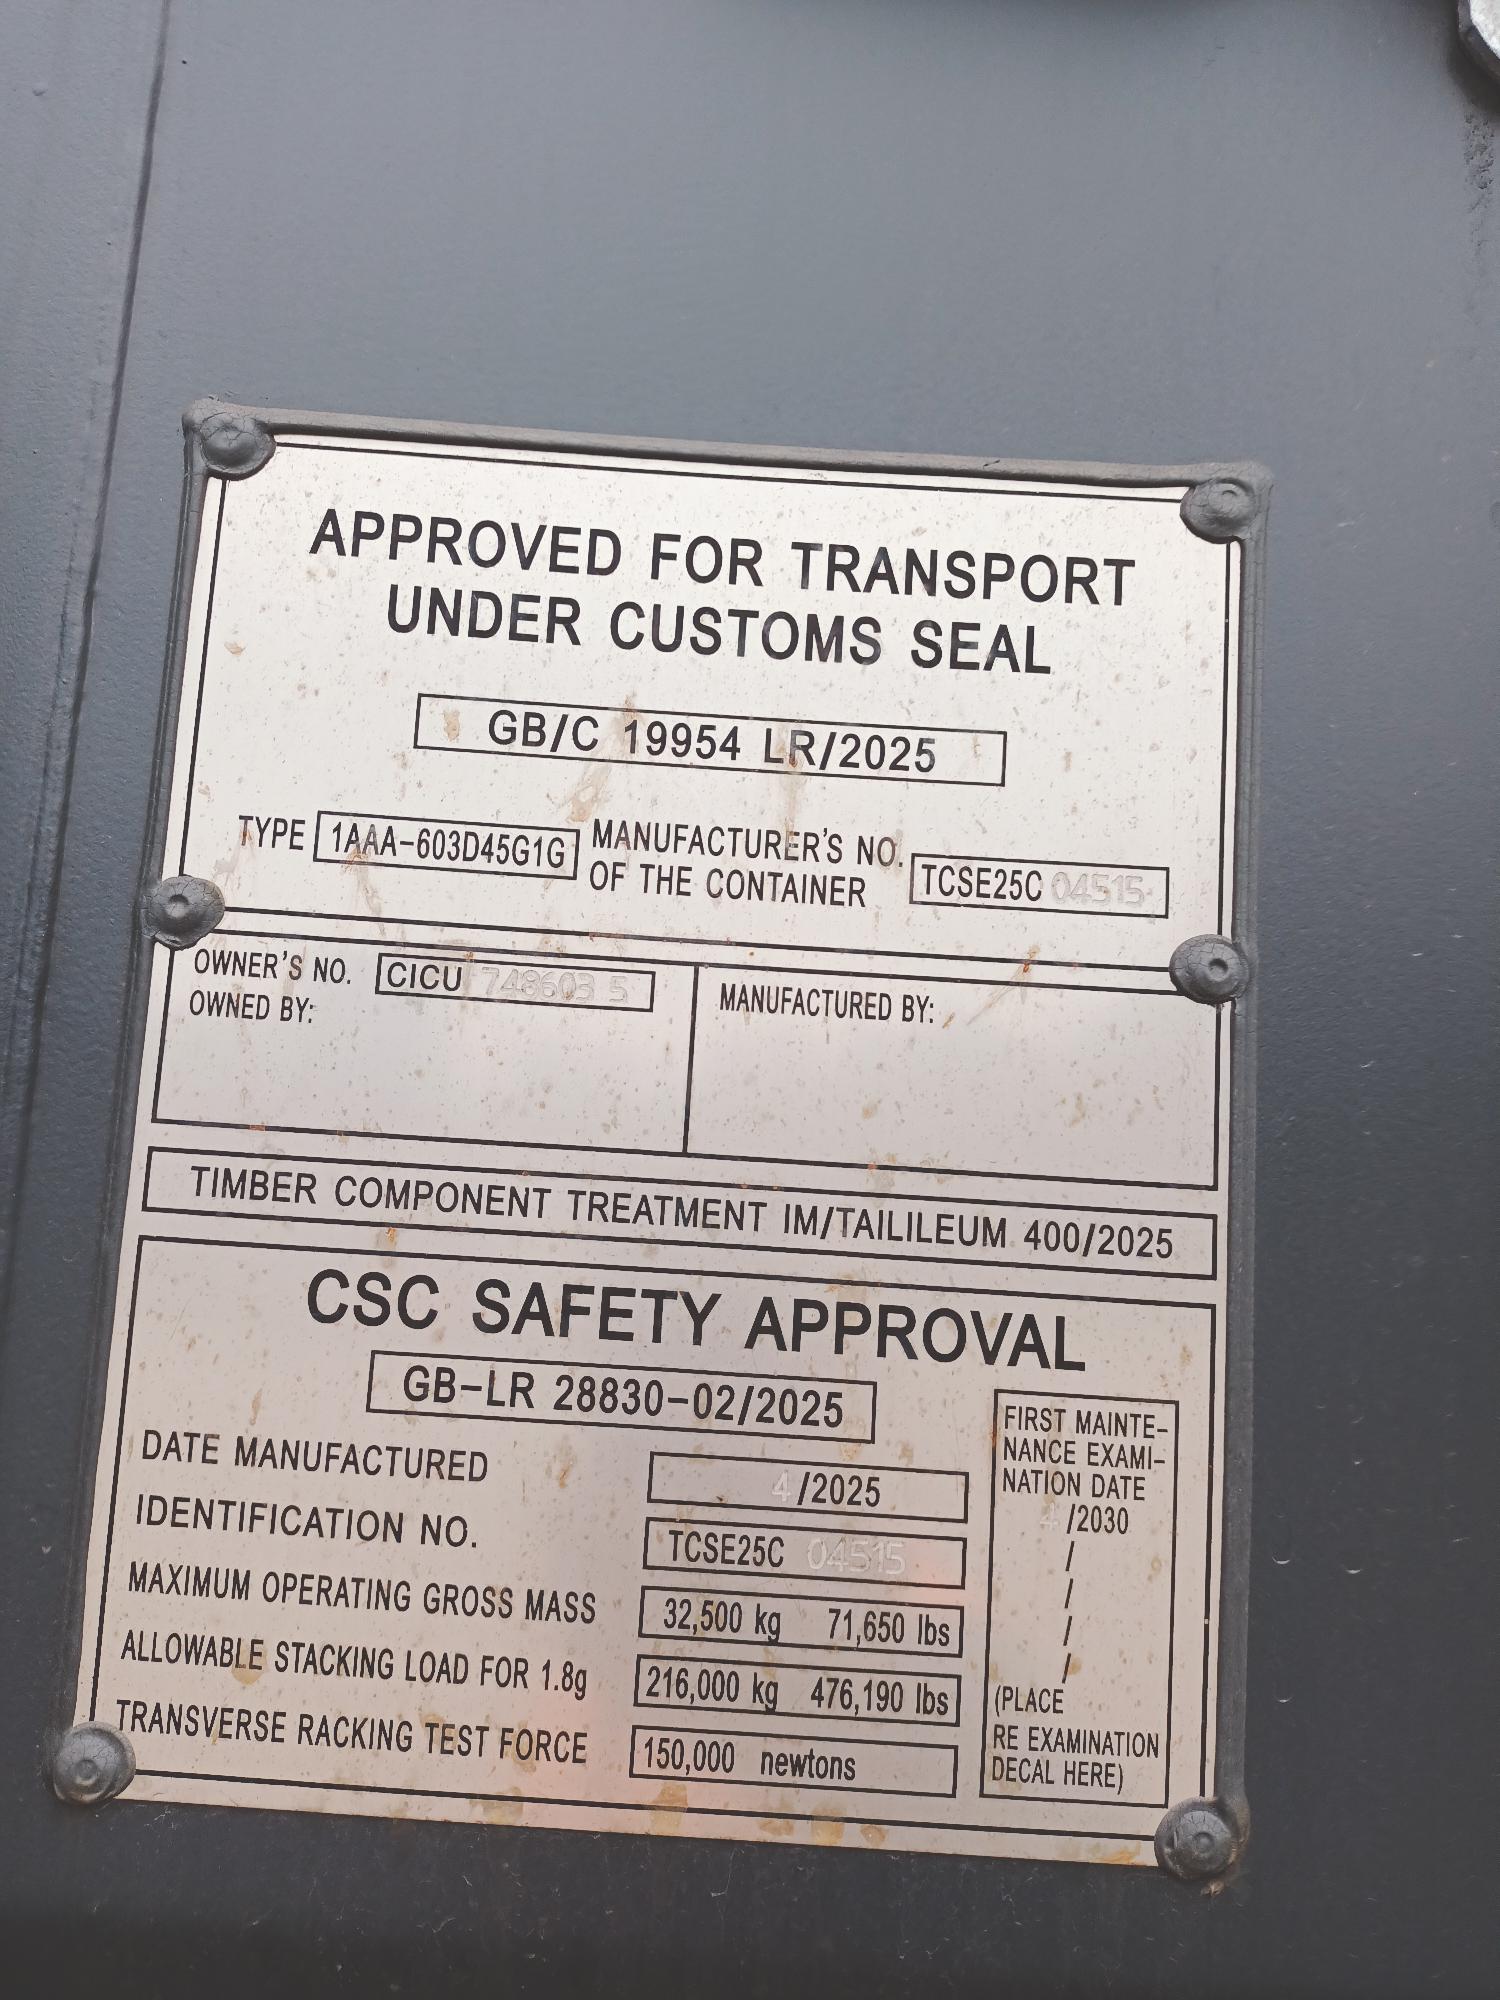 APPROVED FOR TRANSPORT
UNDER CUSTOMS SEAL
GB/C 19954 LR/2025
TYPE 1AAA-603D45G1G MANUFACTURER'S NO. OF THE CONTAINER TCSE25C 04515
OWNER'S NO. CICU 748603 5
OWNED BY:
MANUFACTURED BY:
TIMBER COMPONENT TREATMENT IM/TAILILEUM 400/2025
CSC SAFETY APPROVAL
GB-LR 28830-02/2025
DATE MANUFACTURED 4/2025
IDENTIFICATION NO. TCSE25C 04515
MAXIMUM OPERATING GROSS MASS 32,500 kg 71,650 lbs
ALLOWABLE STACKING LOAD FOR 1.8g 216,000 kg 476,190 lbs
TRANSVERSE RACKING TEST FORCE 150,000 newtons
FIRST MAINTE-
NANCE EXAMI-
NATION DATE
4/2030
/
/
/
/
(PLACE
RE EXAMINATION
DECAL HERE)